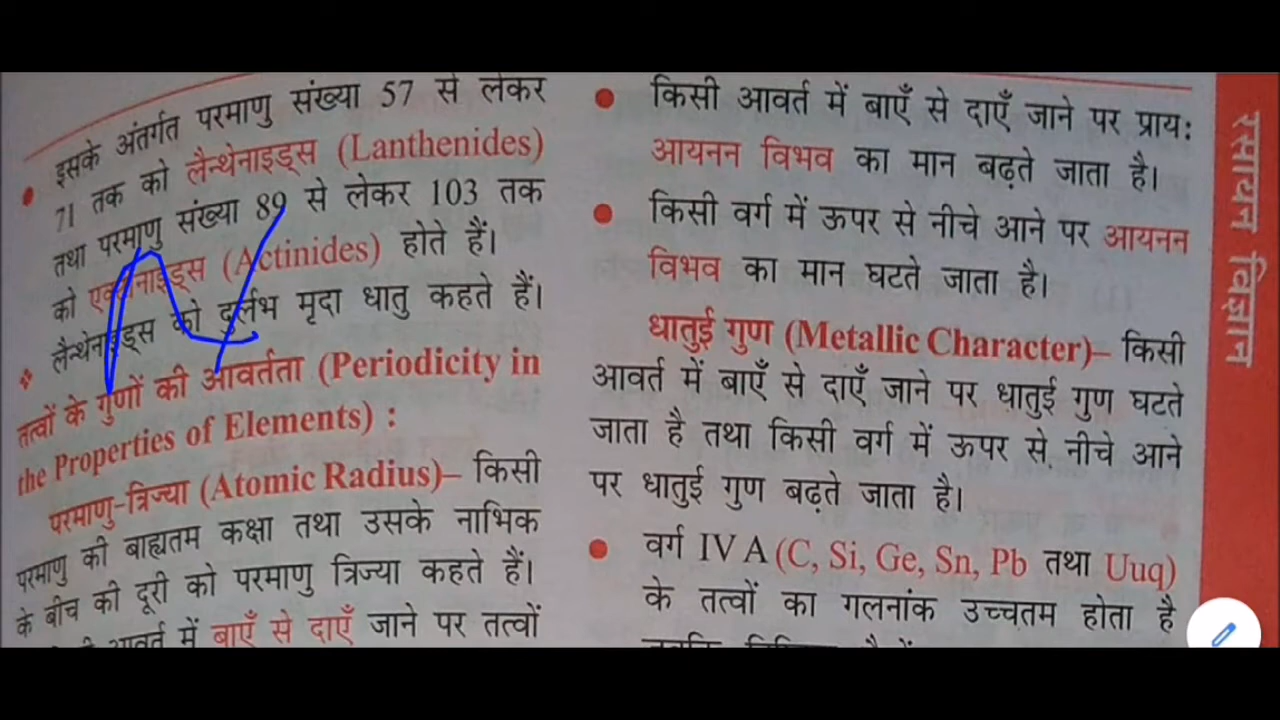 इसके अंतर्गत परमाणु संख्या 57 से लेकर
71 तक को लैन्थेनाइड्स (Lanthenides)
तथा परमाणु संख्या 89 से लेकर 103 तक
को एक्टिनाइड्स (Actinides) होते हैं।
लैन्थेनाइड्स को दुर्लभ मृदा धातु कहते हैं।
तत्वों के गुणों की आवर्तता (Periodicity in
the Properties of Elements) :
परमाणु-त्रिज्या (Atomic Radius)– किसी
परमाणु की बाह्यतम कक्षा तथा उसके नाभिक
के बीच की दूरी को परमाणु त्रिज्या कहते हैं।
आवर्त में बाएँ से दाएँ जाने पर तत्वों
किसी आवर्त में बाएँ से दाएँ जाने पर प्राय:
आयनन विभव का मान बढ़ते जाता है।
किसी वर्ग में ऊपर से नीचे आने पर आयनन
विभव का मान घटते जाता है।
धातुई गुण (Metallic Character)– किसी
आवर्त में बाएँ से दाएँ जाने पर धातुई गुण घटते
जाता है तथा किसी वर्ग में ऊपर से नीचे आने
पर धातुई गुण बढ़ते जाता है।
वर्ग IV A (C, Si, Ge, Sn, Pb तथा Uuq)
के तत्वों का गलनांक उच्चतम होता है
रसायन विज्ञान